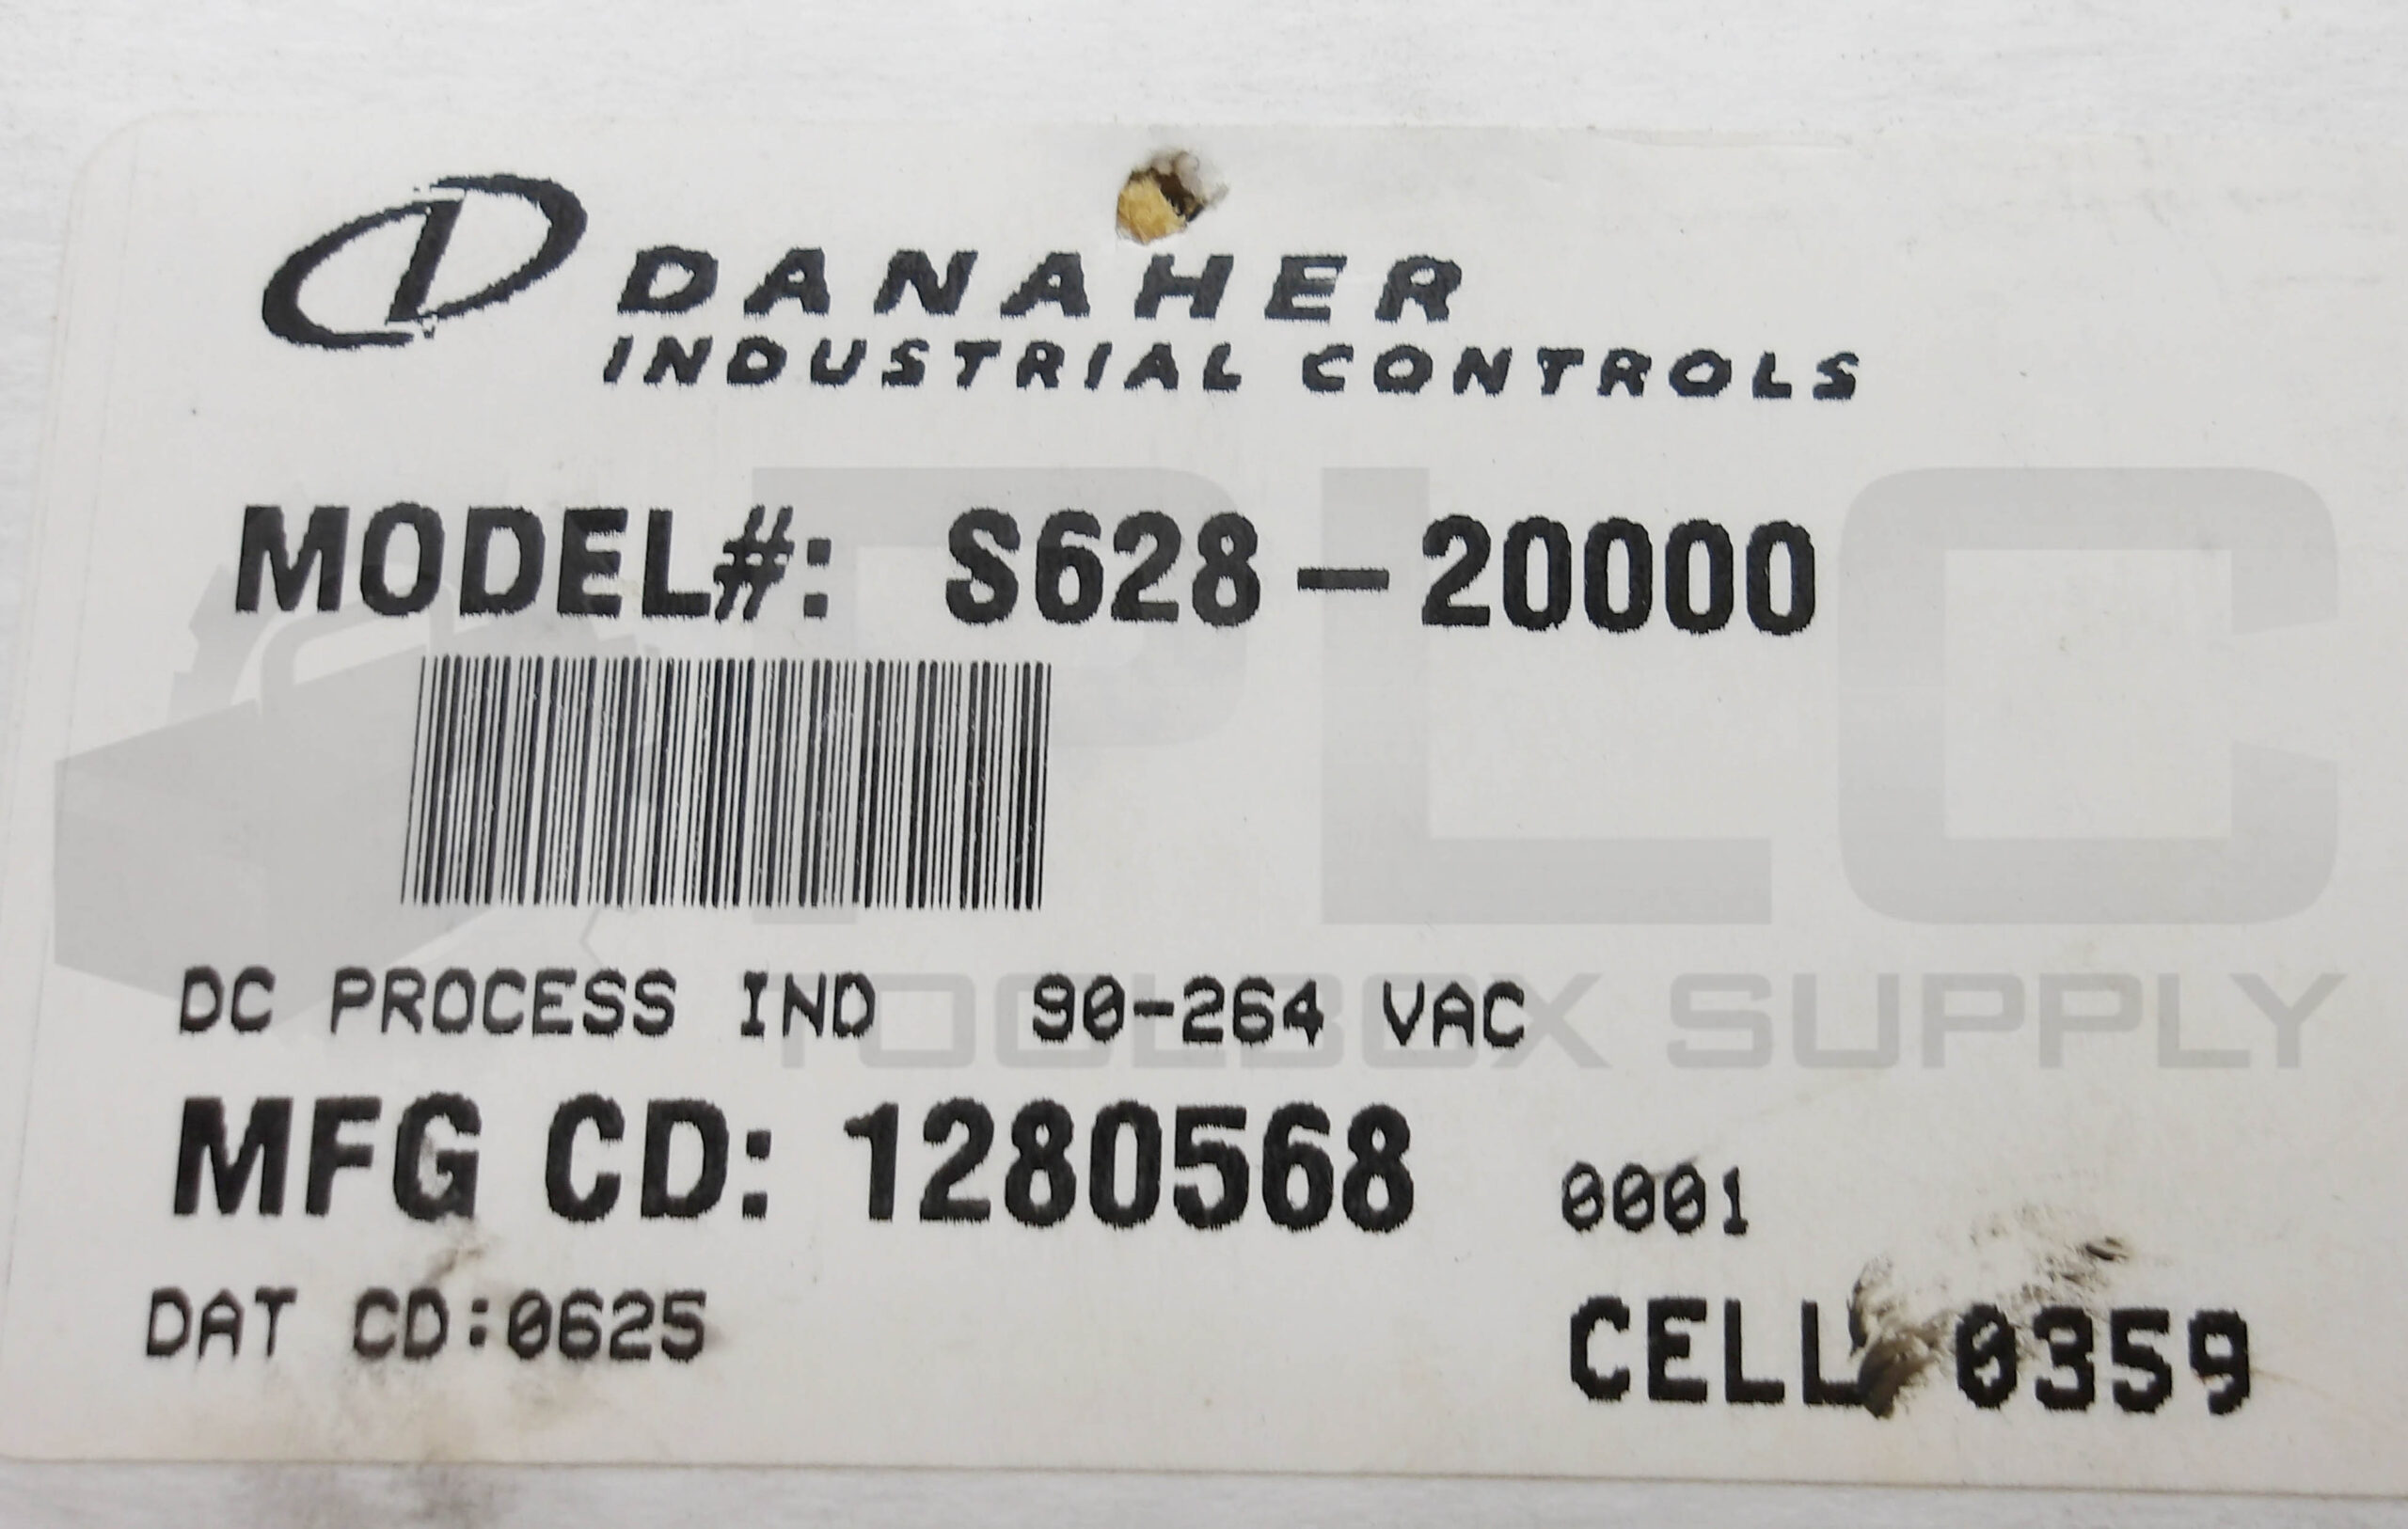 DANAHER
INDUSTRIAL CONTROLS
MODEL#: S628-20000
PLC
TOOLBOX SUPPLY
DC PROCESS IND 90-264 VAC
MFG CD: 1280568 0001
DAT CD:0625
CELL 0359